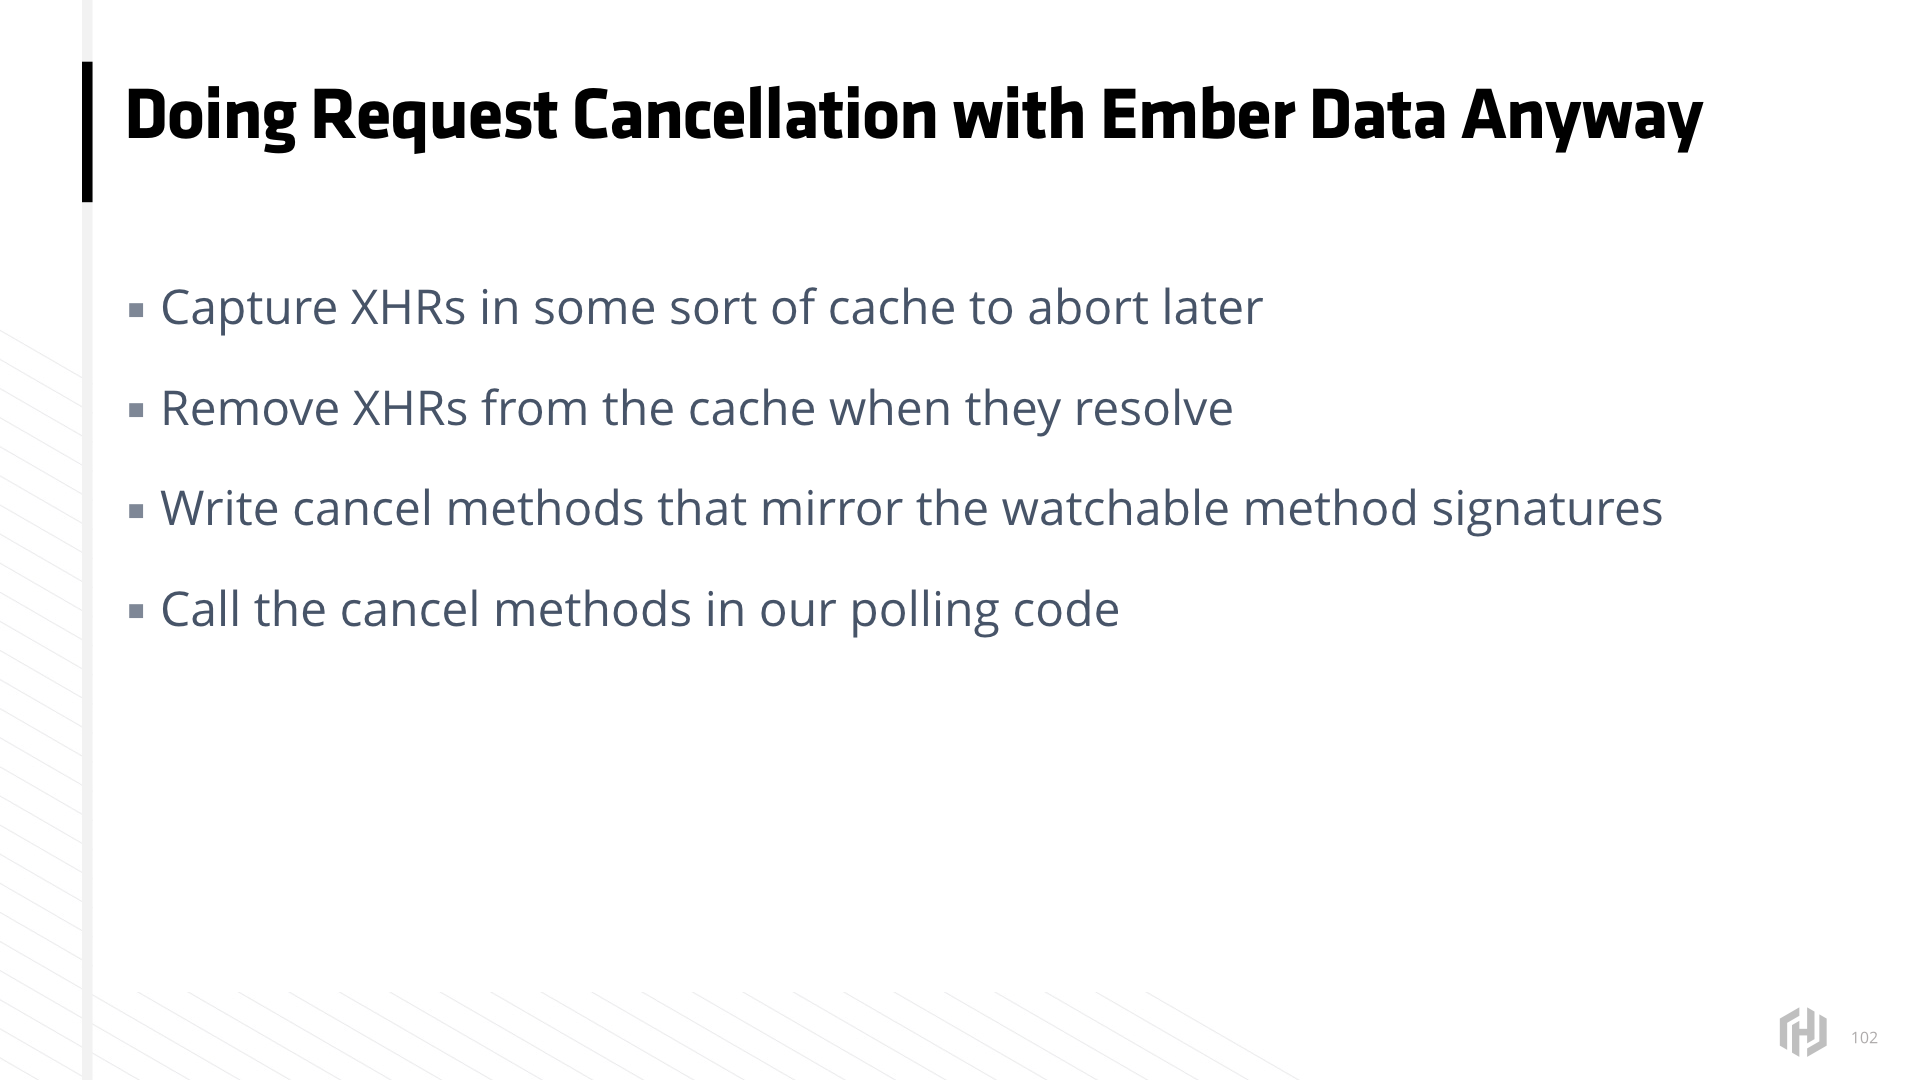 Doing Request Cancellation with Ember Data Anyway
▪ Capture XHRs in some sort of cache to abort later
▪ Remove XHRs from the cache when they resolve
▪ Write cancel methods that mirror the watchable method signatures
▪ Call the cancel methods in our polling code
102